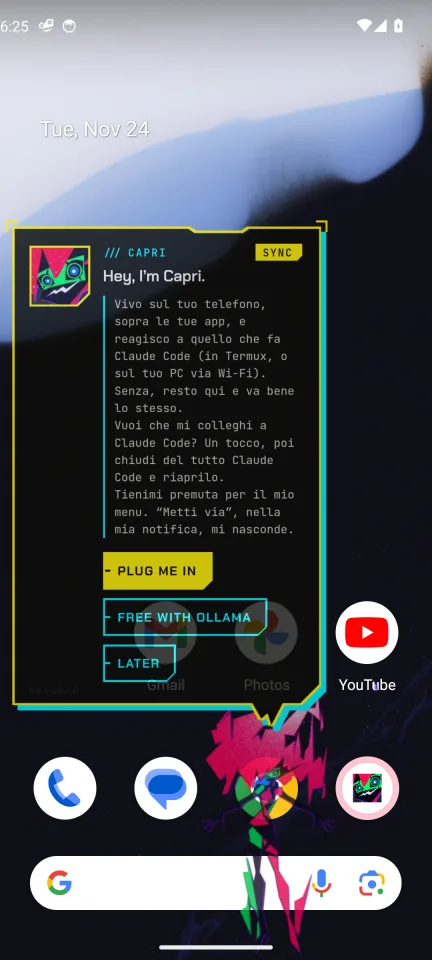 6:25
Tue, Nov 24
/// CAPRI
SYNC
Hey, I'm Capri.
Vivo sul tuo telefono,
sopra le tue app, e
reagisco a quello che fa
Claude Code (in Termux, o
sul tuo PC via Wi-Fi).
Senza, resto qui e va bene
lo stesso.
Vuoi che mi colleghi a
Claude Code? Un tocco, poi
chiudi del tutto Claude
Code e riaprilo.
Tienimi premuta per il mio
menu. “Metti via”, nella
mia notifica, mi nasconde.
PLUG ME IN
FREE WITH OLLAMA
LATER
Gmail
Photos
YouTube